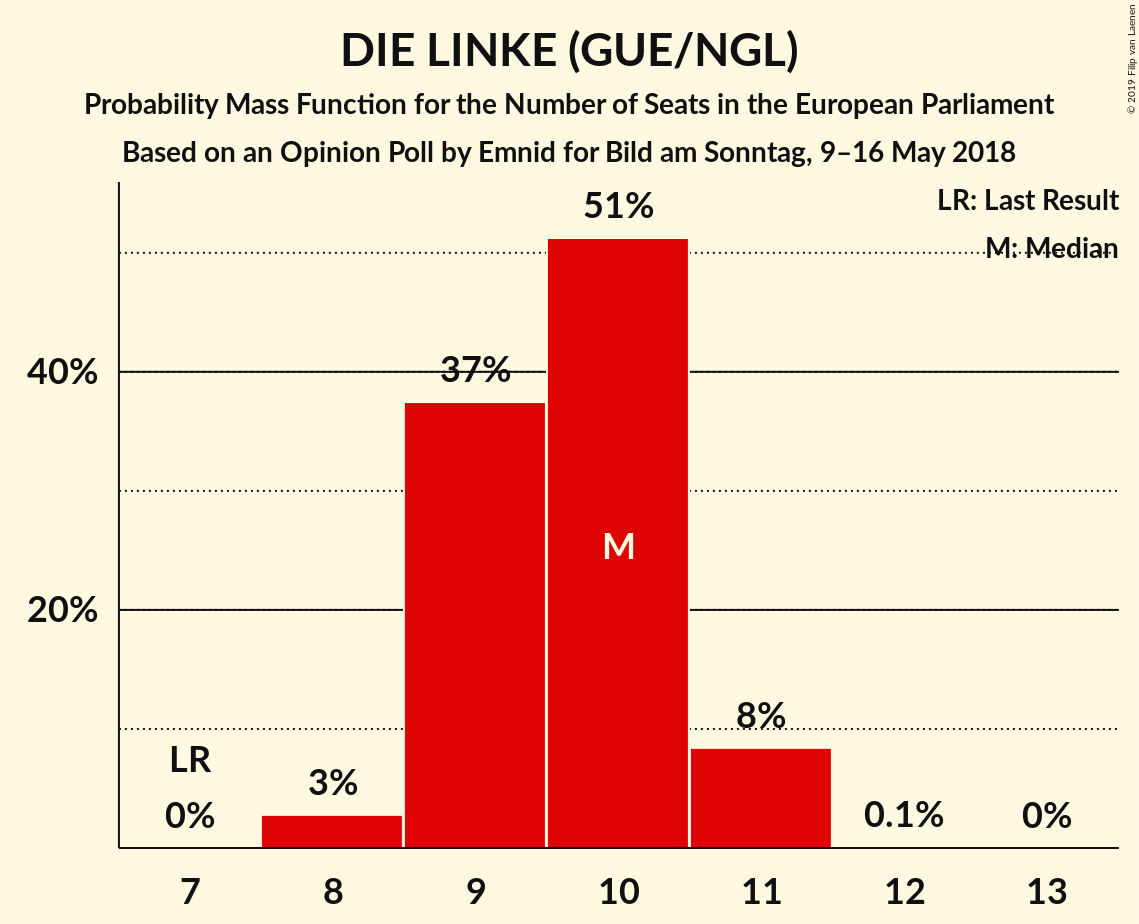 DIE LINKE (GUE/NGL)
Probability Mass Function for the Number of Seats in the European Parliament
Based on an Opinion Poll by Emnid for Bild am Sonntag, 9–16 May 2018
© 2019 Filip van Laenen
LR: Last Result
M: Median
51%
40%
37%
M
20%
8%
LR
3%
0%
0.1%
0%
7 8 9 10 11 12 13